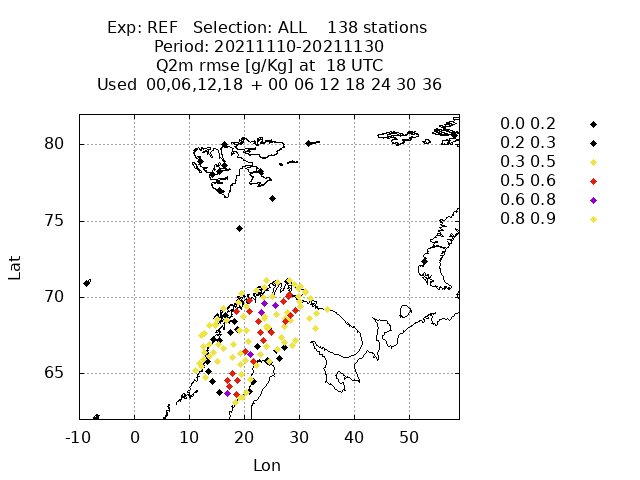 Exp: REF Selection: ALL 138 stations
Period: 20211110-20211130
Q2m rmse [g/Kg] at 18 UTC
Used 00,06,12,18 + 00 06 12 18 24 30 36
0.0 0.2
0.2 0.3
0.3 0.5
0.5 0.6
0.6 0.8
0.8 0.9
80
75
70
65
Lat
-10 0 10 20 30 40 50
Lon